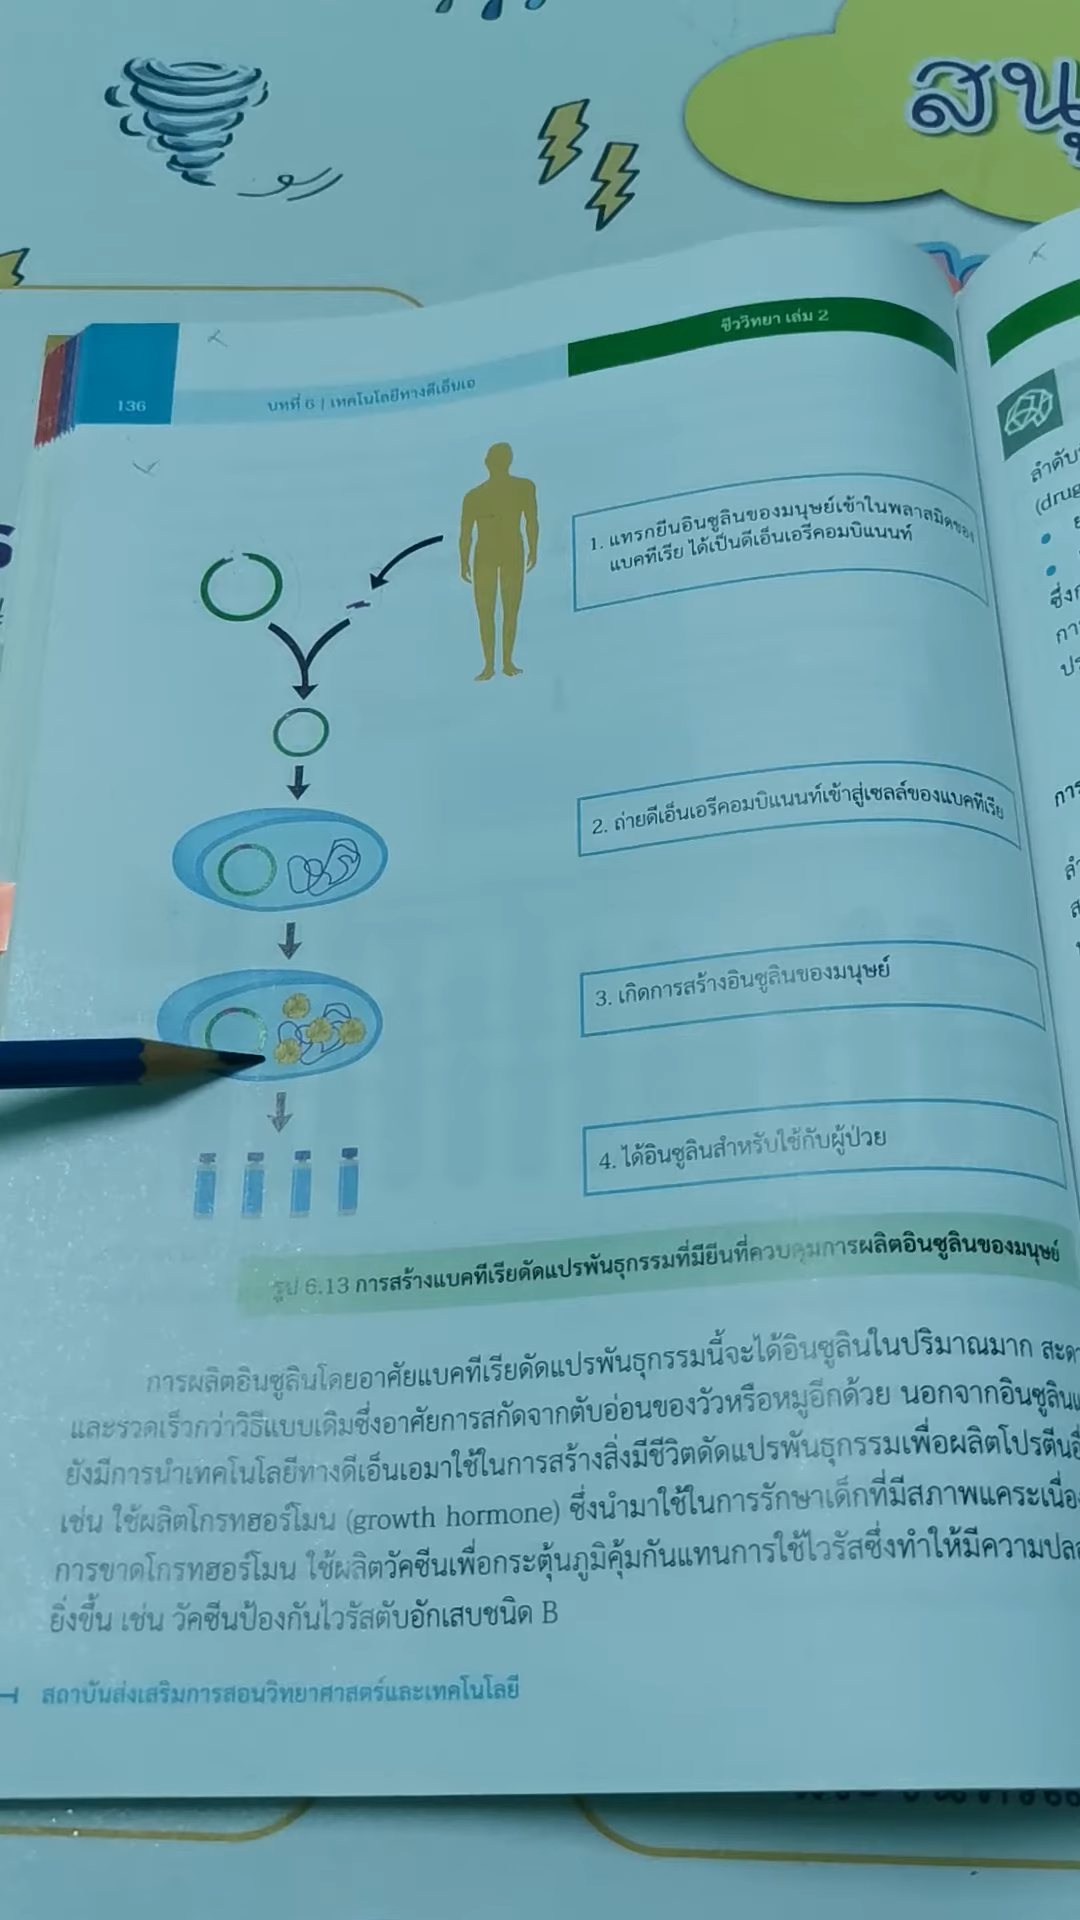 สนุ
ชีววิทยา เล่ม 2
136
บทที่ 6 | เทคโนโลยีทางดีเอ็นเอ
1. แทรกยีนอินซูลินของมนุษย์เข้าในพลาสมิดของ
แบคทีเรีย ได้เป็นดีเอ็นเอรีคอมบิแนนท์
2. ถ่ายดีเอ็นเอรีคอมบิแนนท์เข้าสู่เซลล์ของแบคทีเรีย
3. เกิดการสร้างอินซูลินของมนุษย์
4. ได้อินซูลินสำหรับใช้กับผู้ป่วย
รูป 6.13 การสร้างแบคทีเรียดัดแปรพันธุกรรมที่มียีนที่ควบคุมการผลิตอินซูลินของมนุษย์
การผลิตอินซูลินโดยอาศัยแบคทีเรียดัดแปรพันธุกรรมนี้จะได้อินซูลินในปริมาณมาก
และรวดเร็วกว่าวิธีแบบเดิมซึ่งอาศัยการสกัดจากตับอ่อนของวัวหรือหมูอีกด้วย นอกจากอินซูลิน
ยังมีการนำเทคโนโลยีทางดีเอ็นเอมาใช้ในการสร้างสิ่งมีชีวิตดัดแปรพันธุกรรมเพื่อผลิตโปรตีน
เช่น ใช้ผลิตโกรทฮอร์โมน (growth hormone) ซึ่งนำมาใช้ในการรักษาเด็กที่มีสภาพแคระเนื่อง
การขาดโกรทฮอร์โมน ใช้ผลิตวัคซีนเพื่อกระตุ้นภูมิคุ้มกันแทนการใช้ไวรัสซึ่งทำให้มีความปลอ
ยิ่งขึ้น เช่น วัคซีนป้องกันไวรัสตับอักเสบชนิด B
สถาบันส่งเสริมการสอนวิทยาศาสตร์และเทคโนโลยี
ลำดับ
(drug
ซึ่งก